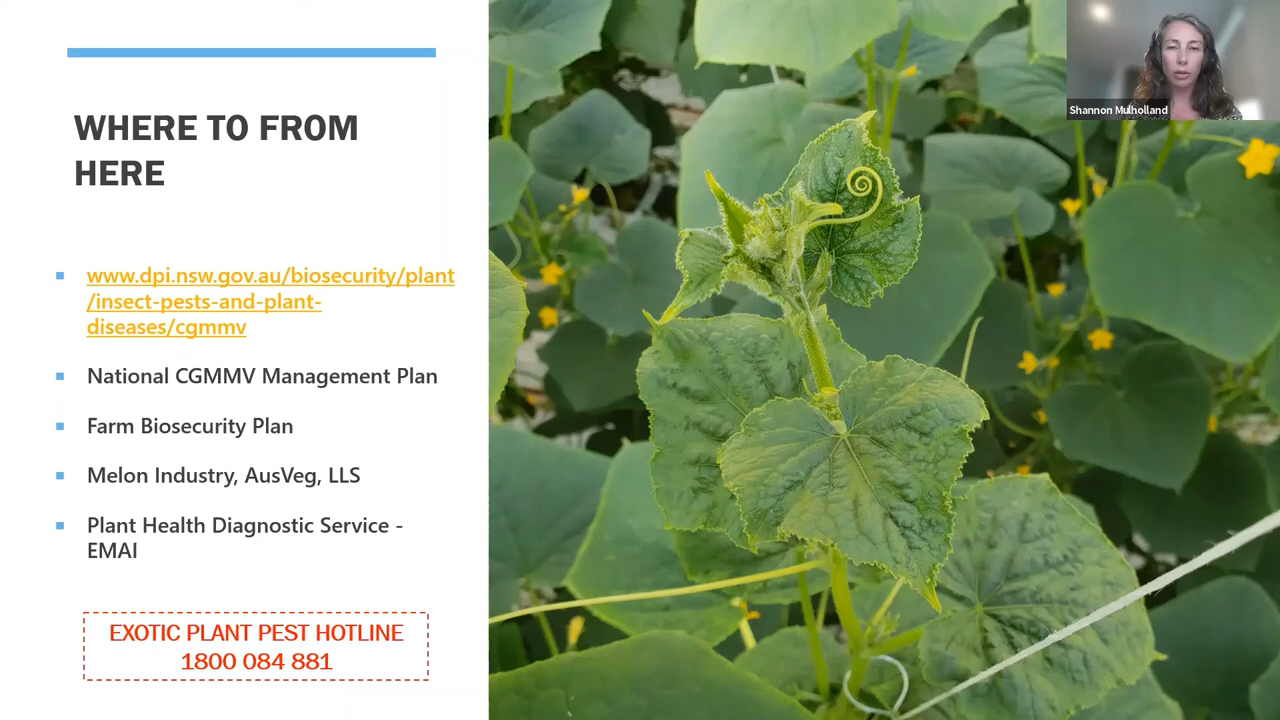 WHERE TO FROM
HERE
www.dpi.nsw.gov.au/biosecurity/plant
/insect-pests-and-plant-
diseases/cgmmv
National CGMMV Management Plan
Farm Biosecurity Plan
Melon Industry, AusVeg, LLS
Plant Health Diagnostic Service -
EMAI
EXOTIC PLANT PEST HOTLINE
1800 084 881
Shannon Mulholland